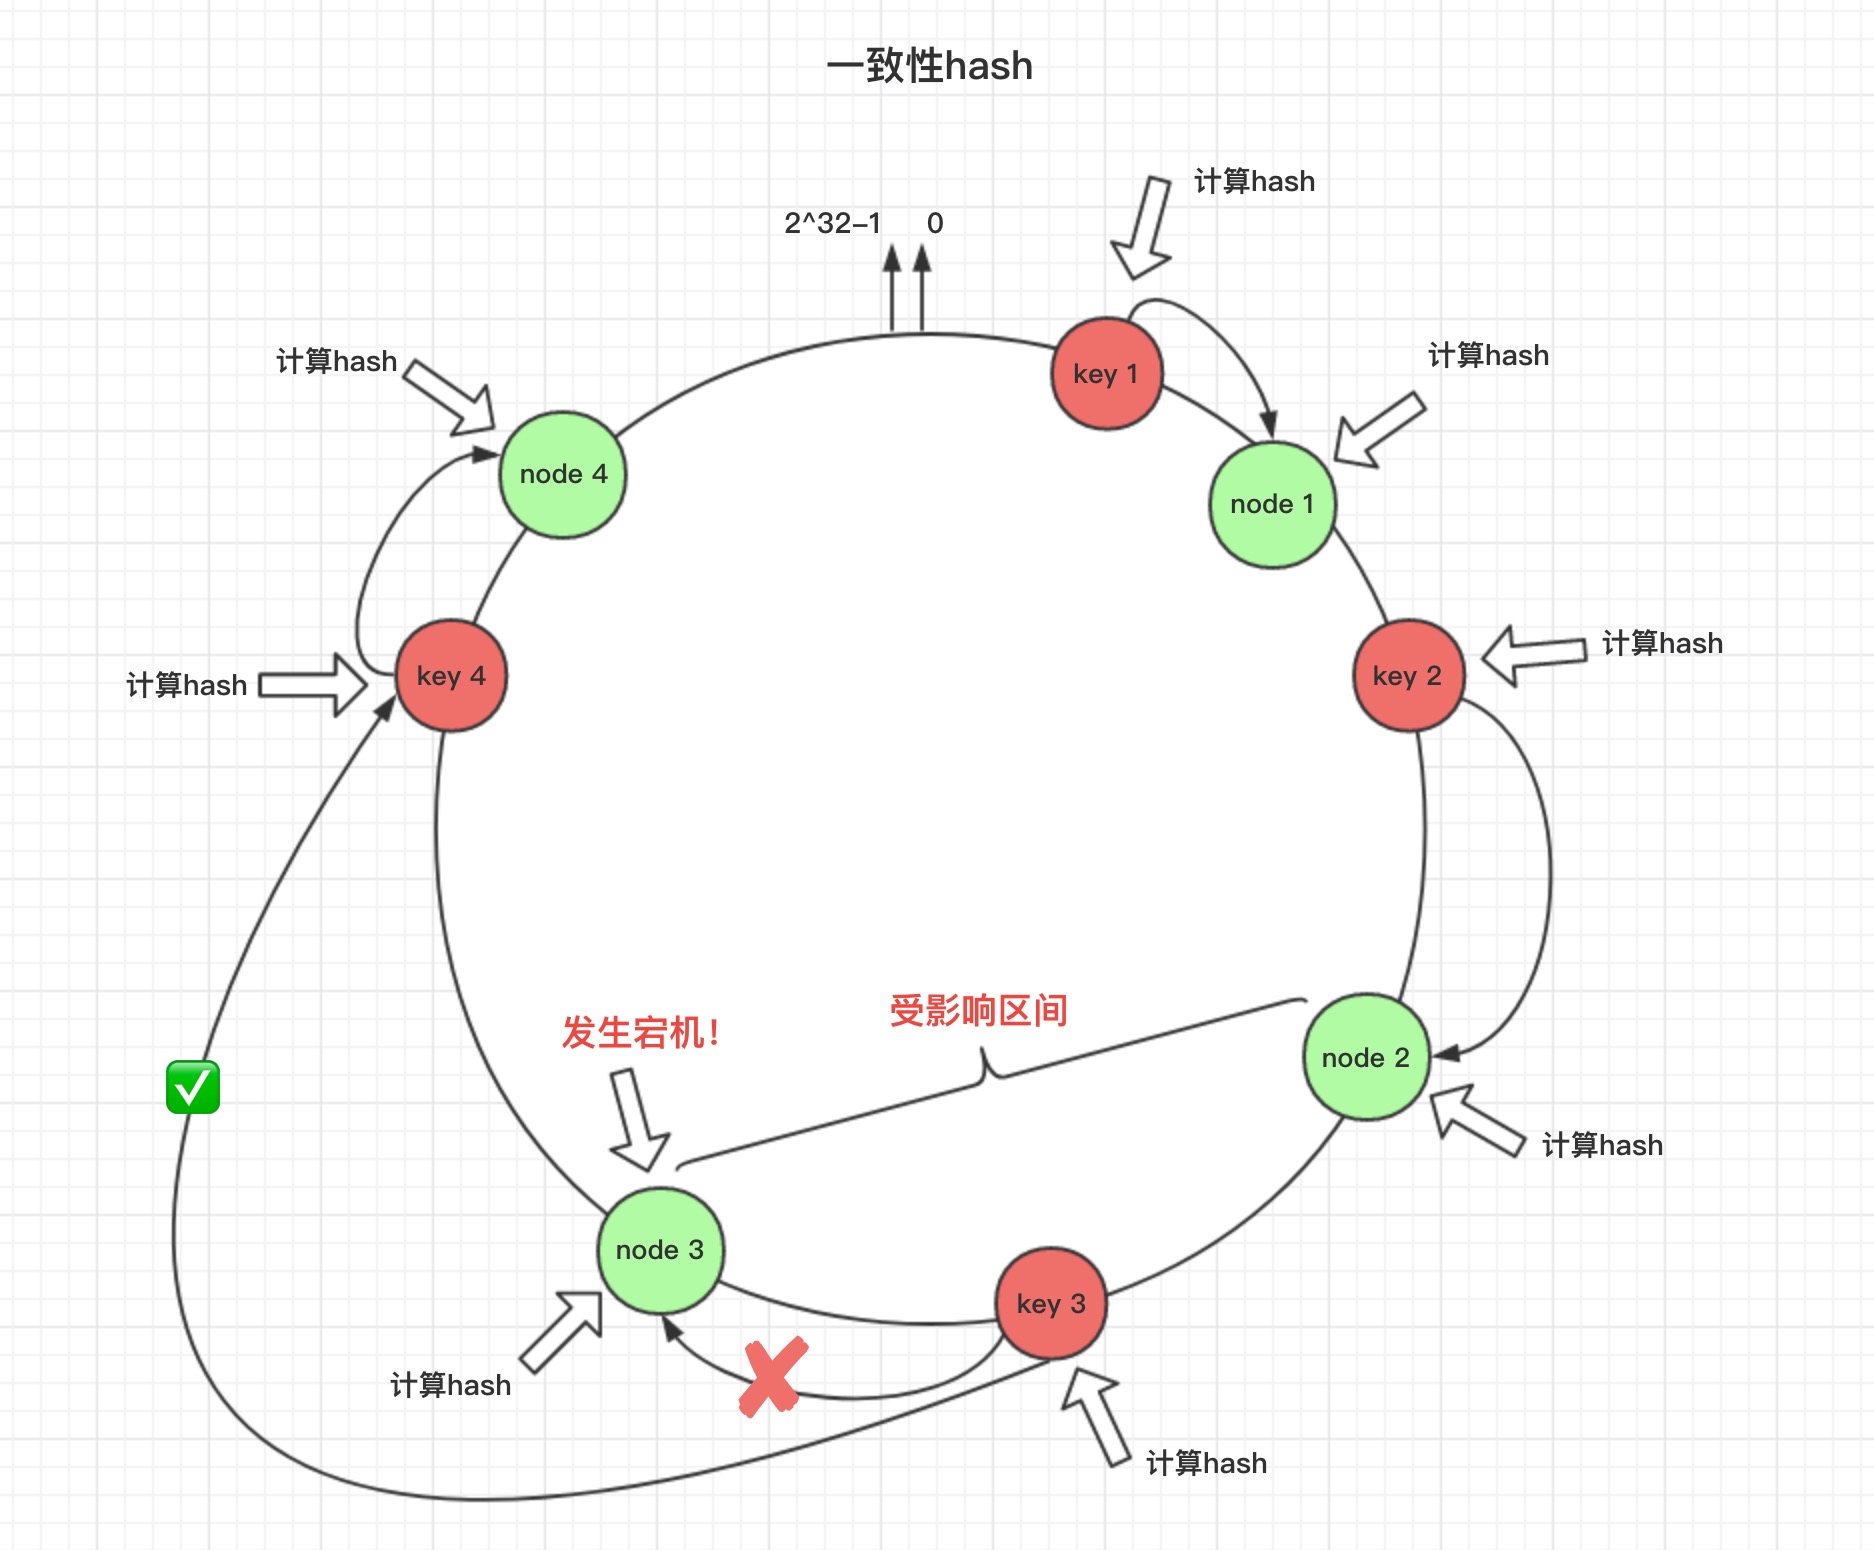 一致性hash
计算hash
2^32-1
0
计算hash
计算hash
key 1
node 4
node 1
计算hash
key 4
key 2
计算hash
受影响区间
发生宕机!
node 2
计算hash
node 3
key 3
计算hash
计算hash